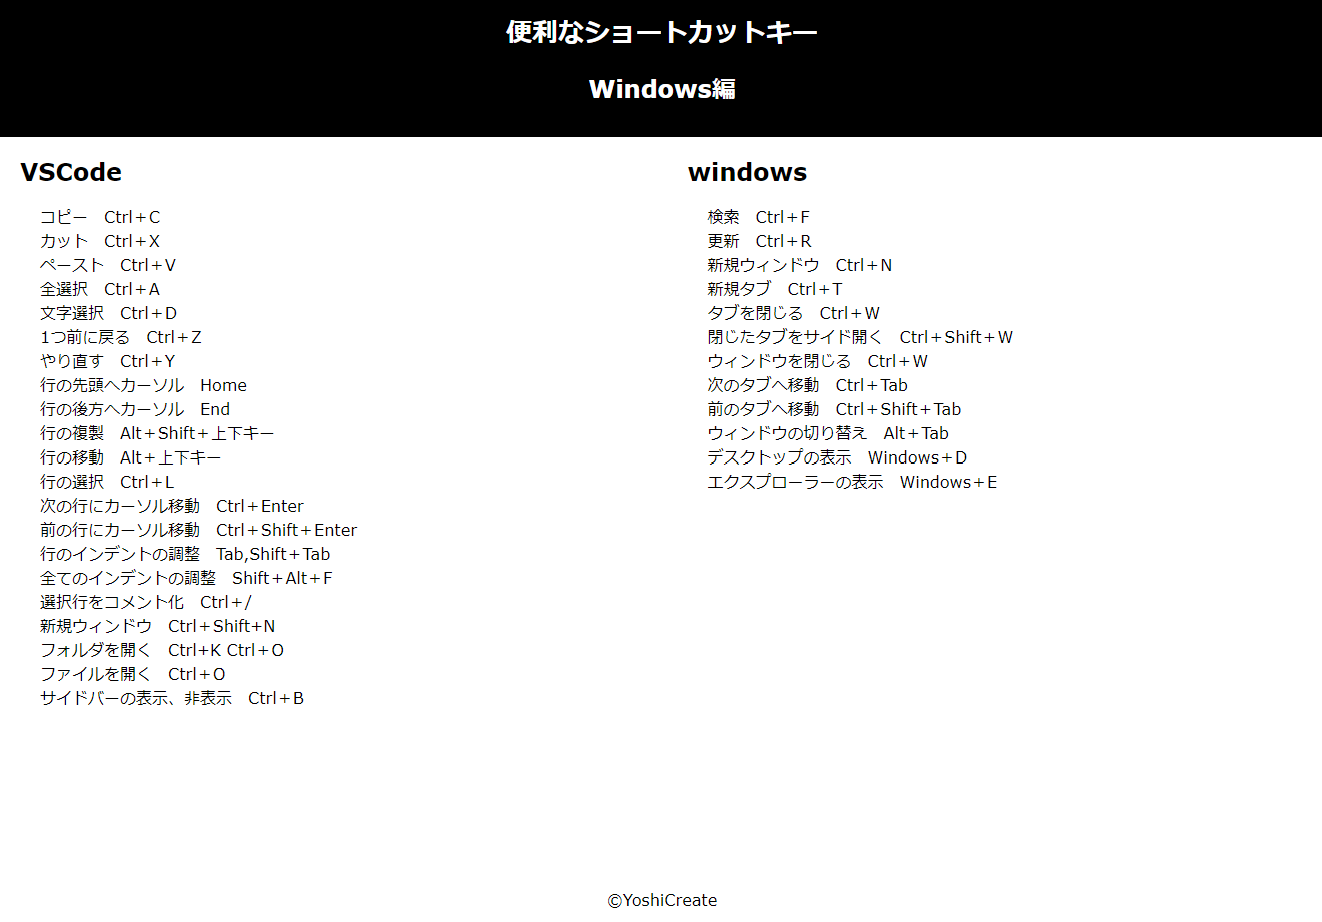 便利なショートカットキー
Windows編
VSCode
コピー　Ctrl＋C
カット　Ctrl＋X
ペースト　Ctrl＋V
全選択　Ctrl＋A
文字選択　Ctrl＋D
1つ前に戻る　Ctrl＋Z
やり直す　Ctrl＋Y
行の先頭へカーソル　Home
行の後方へカーソル　End
行の複製　Alt＋Shift＋上下キー
行の移動　Alt＋上下キー
行の選択　Ctrl＋L
次の行にカーソル移動　Ctrl＋Enter
前の行にカーソル移動　Ctrl＋Shift＋Enter
行のインデントの調整　Tab,Shift＋Tab
全てのインデントの調整　Shift＋Alt＋F
選択行をコメント化　Ctrl＋/
新規ウィンドウ　Ctrl＋Shift+N
フォルダを開く　Ctrl+K Ctrl＋O
ファイルを開く　Ctrl＋O
サイドバーの表示、非表示　Ctrl＋B
windows
検索　Ctrl＋F
更新　Ctrl＋R
新規ウィンドウ　Ctrl＋N
新規タブ　Ctrl＋T
タブを閉じる　Ctrl＋W
閉じたタブをサイド開く　Ctrl＋Shift＋W
ウィンドウを閉じる　Ctrl＋W
次のタブへ移動　Ctrl＋Tab
前のタブへ移動　Ctrl＋Shift＋Tab
ウィンドウの切り替え　Alt＋Tab
デスクトップの表示　Windows＋D
エクスプローラーの表示　Windows＋E
©YoshiCreate